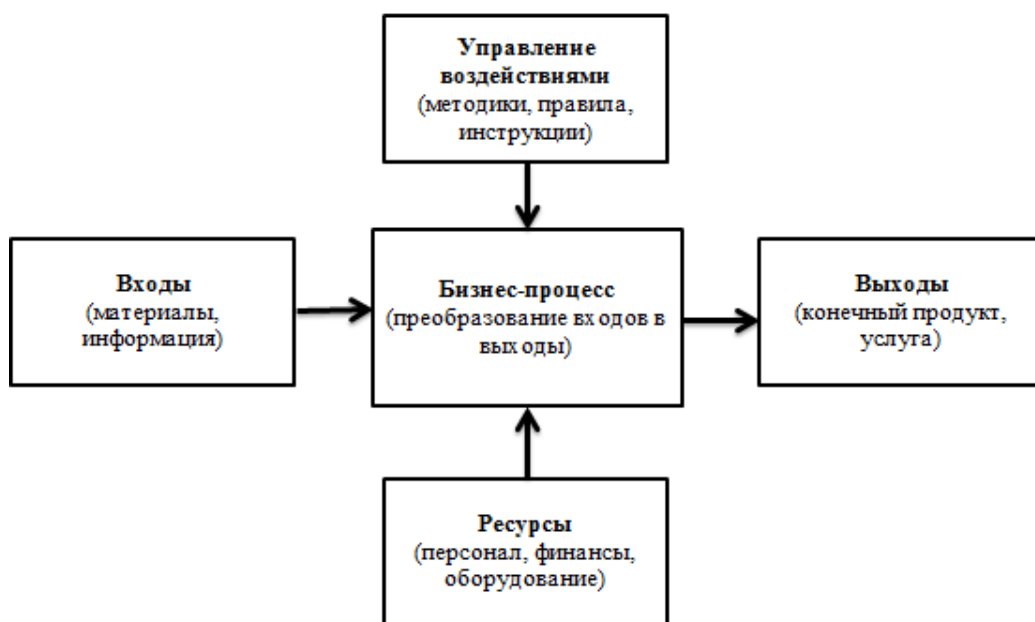 Управление
воздействиями
(методики, правила,
инструкции)
Входы
(материалы,
информация)
Бизнес-процесс
(преобразование входов в
выходы)
Выходы
(конечный продукт,
услуга)
Ресурсы
(персонал, финансы,
оборудование)